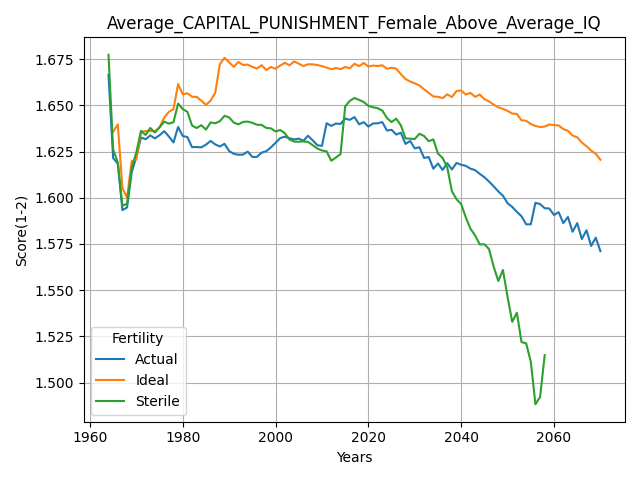 Average_CAPITAL_PUNISHMENT_Female_Above_Average_IQ
Score(1-2)
1.675
1.650
1.625
1.600
1.575
1.550
1.525
1.500
Fertility
Actual
Ideal
Sterile
1960 1980 2000 2020 2040 2060
Years